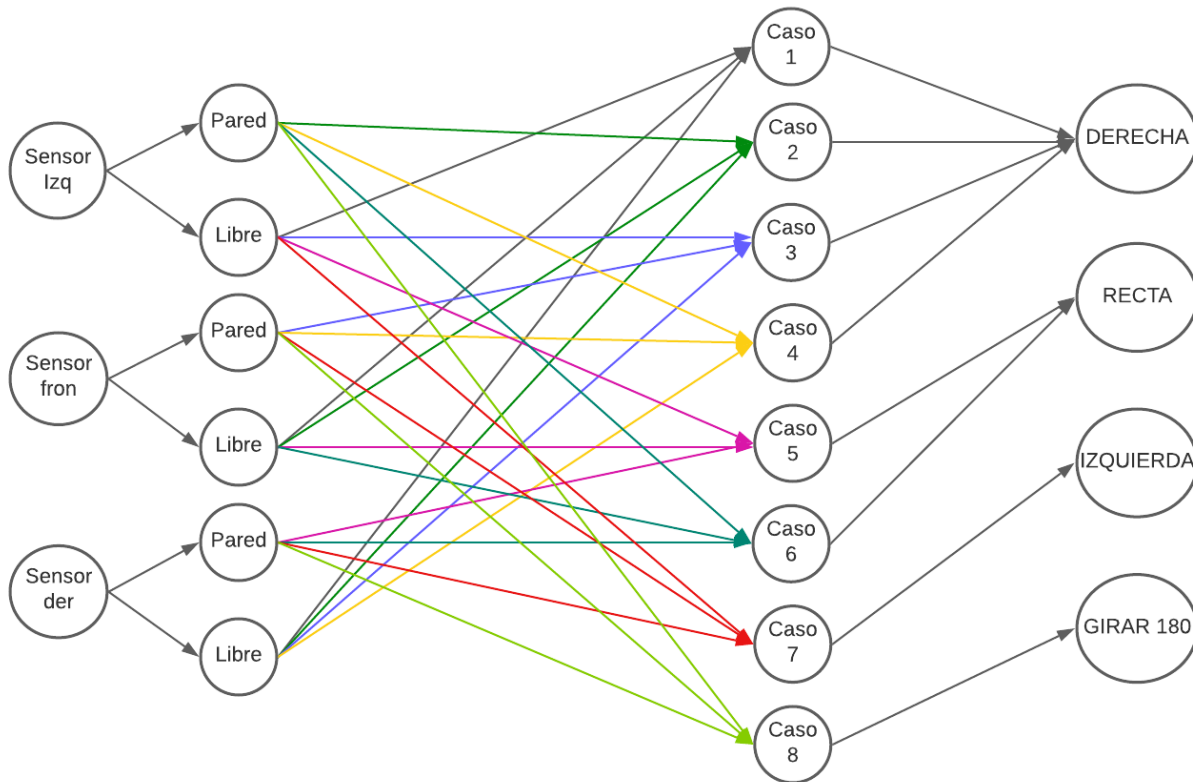 Sensor
Izq
Sensor
fron
Sensor
der
Pared
Libre
Pared
Libre
Pared
Libre
Caso
1
Caso
2
Caso
3
Caso
4
Caso
5
Caso
6
Caso
7
Caso
8
DERECHA
RECTA
IZQUIERDA
GIRAR 180